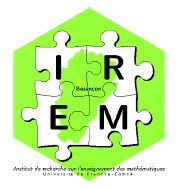 I R
Besançon
E M
Institut de recherche sur l'enseignement des mathématiques
Université de Franche-Comté